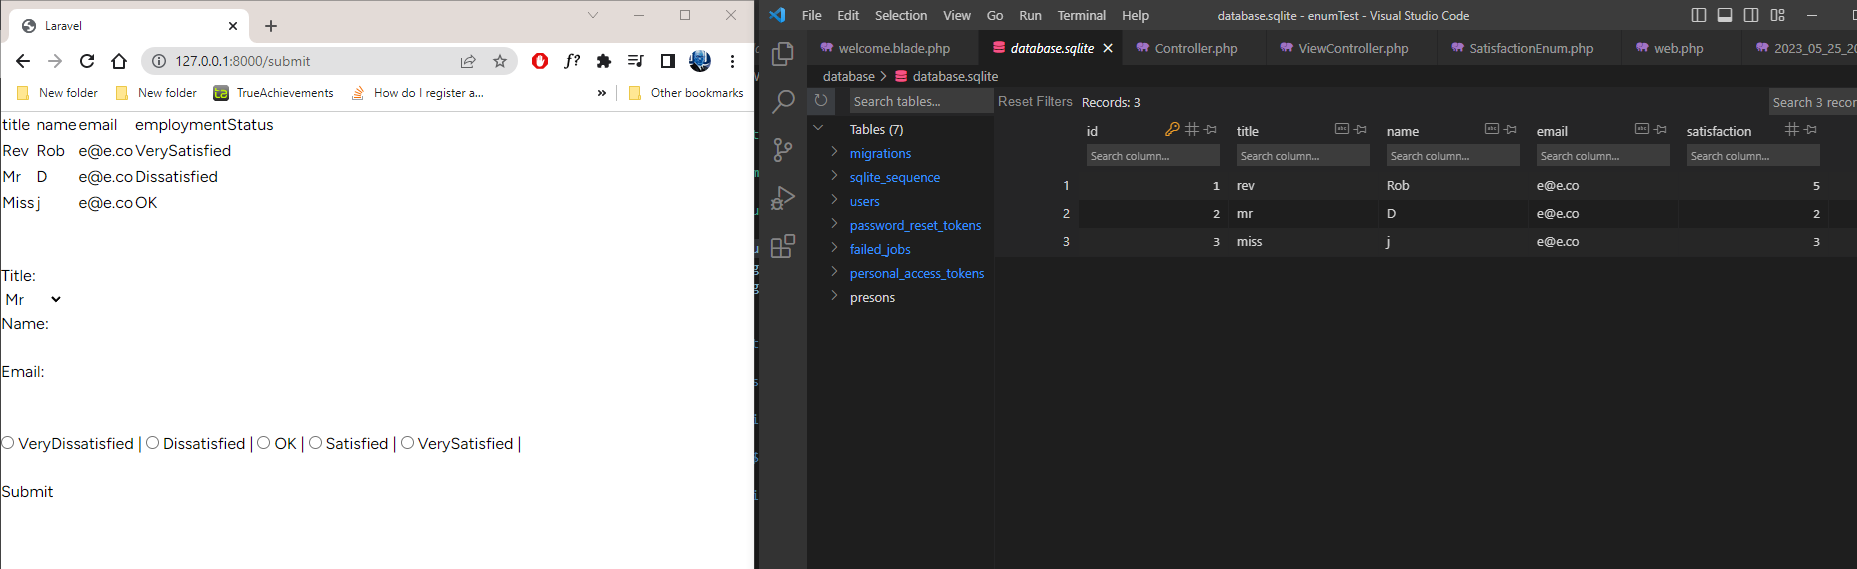 Laravel
127.0.0.1:8000/submit
New folder
New folder
TrueAchievements
How do I register a...
»
Other bookmarks
title name email employmentStatus
Rev Rob e@e.co VerySatisfied
Mr D e@e.co Dissatisfied
Miss j e@e.co OK
Title:
Mr
Name:
Email:
VeryDissatisfied | Dissatisfied | OK | Satisfied | VerySatisfied |
Submit
File Edit Selection View Go Run Terminal Help
database.sqlite - enumTest - Visual Studio Code
welcome.blade.php
database.sqlite
Controller.php
ViewController.php
SatisfactionEnum.php
web.php
2023_05_25_20
database > database.sqlite
Search tables...
Reset Filters Records: 3
Search 3 recor
Tables (7)
migrations
sqlite_sequence
users
password_reset_tokens
failed_jobs
personal_access_tokens
presons
id title name email satisfaction
Search column... Search column... Search column... Search column... Search column...
1 1 rev Rob e@e.co 5
2 2 mr D e@e.co 2
3 3 miss j e@e.co 3